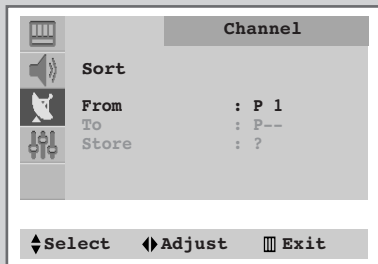 Channel
Sort
From : P 1
To : P--
Store : ?
Select Adjust Exit